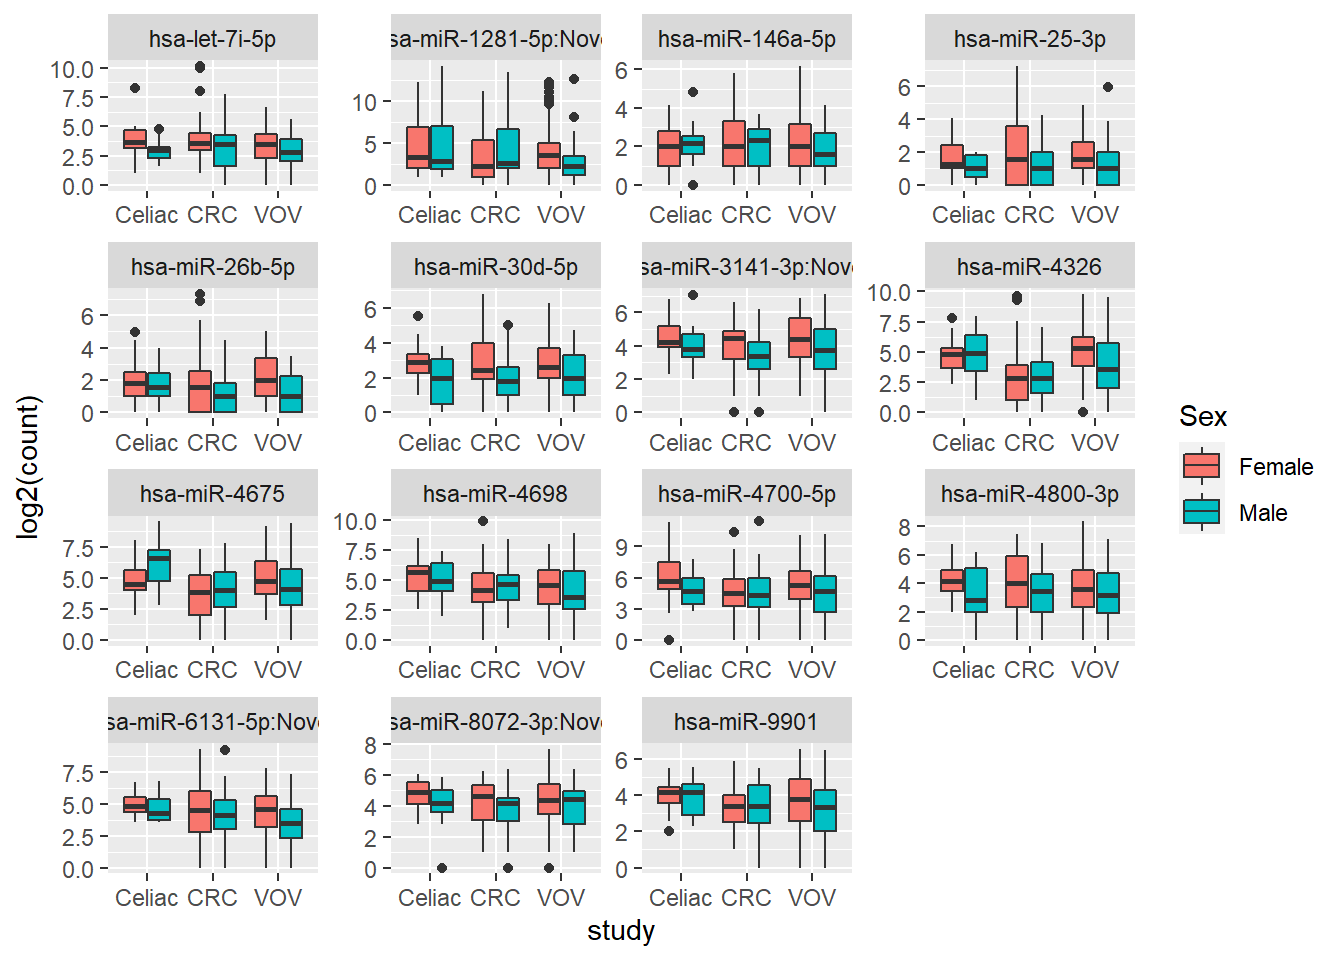 hsa-let-7i-5p
sa-miR-1281-5p:Nove
hsa-miR-146a-5p
hsa-miR-25-3p
10.0
7.5
5.0
2.5
0.0
10
5
0
6
4
2
0
6
4
2
0
Celiac CRC VOV
Celiac CRC VOV
Celiac CRC VOV
Celiac CRC VOV
hsa-miR-26b-5p
hsa-miR-30d-5p
sa-miR-3141-3p:Nove
hsa-miR-4326
6
4
2
0
6
4
2
0
6
4
2
0
10.0
7.5
5.0
2.5
0.0
Celiac CRC VOV
Celiac CRC VOV
Celiac CRC VOV
Celiac CRC VOV
hsa-miR-4675
hsa-miR-4698
hsa-miR-4700-5p
hsa-miR-4800-3p
7.5
5.0
2.5
0.0
10.0
7.5
5.0
2.5
0.0
9
6
3
0
8
6
4
2
0
Celiac CRC VOV
Celiac CRC VOV
Celiac CRC VOV
Celiac CRC VOV
sa-miR-6131-5p:Nove
sa-miR-8072-3p:Nove
hsa-miR-9901
7.5
5.0
2.5
0.0
8
6
4
2
0
6
4
2
0
Celiac CRC VOV
Celiac CRC VOV
Celiac CRC VOV
study
log2(count)
Sex
Female
Male